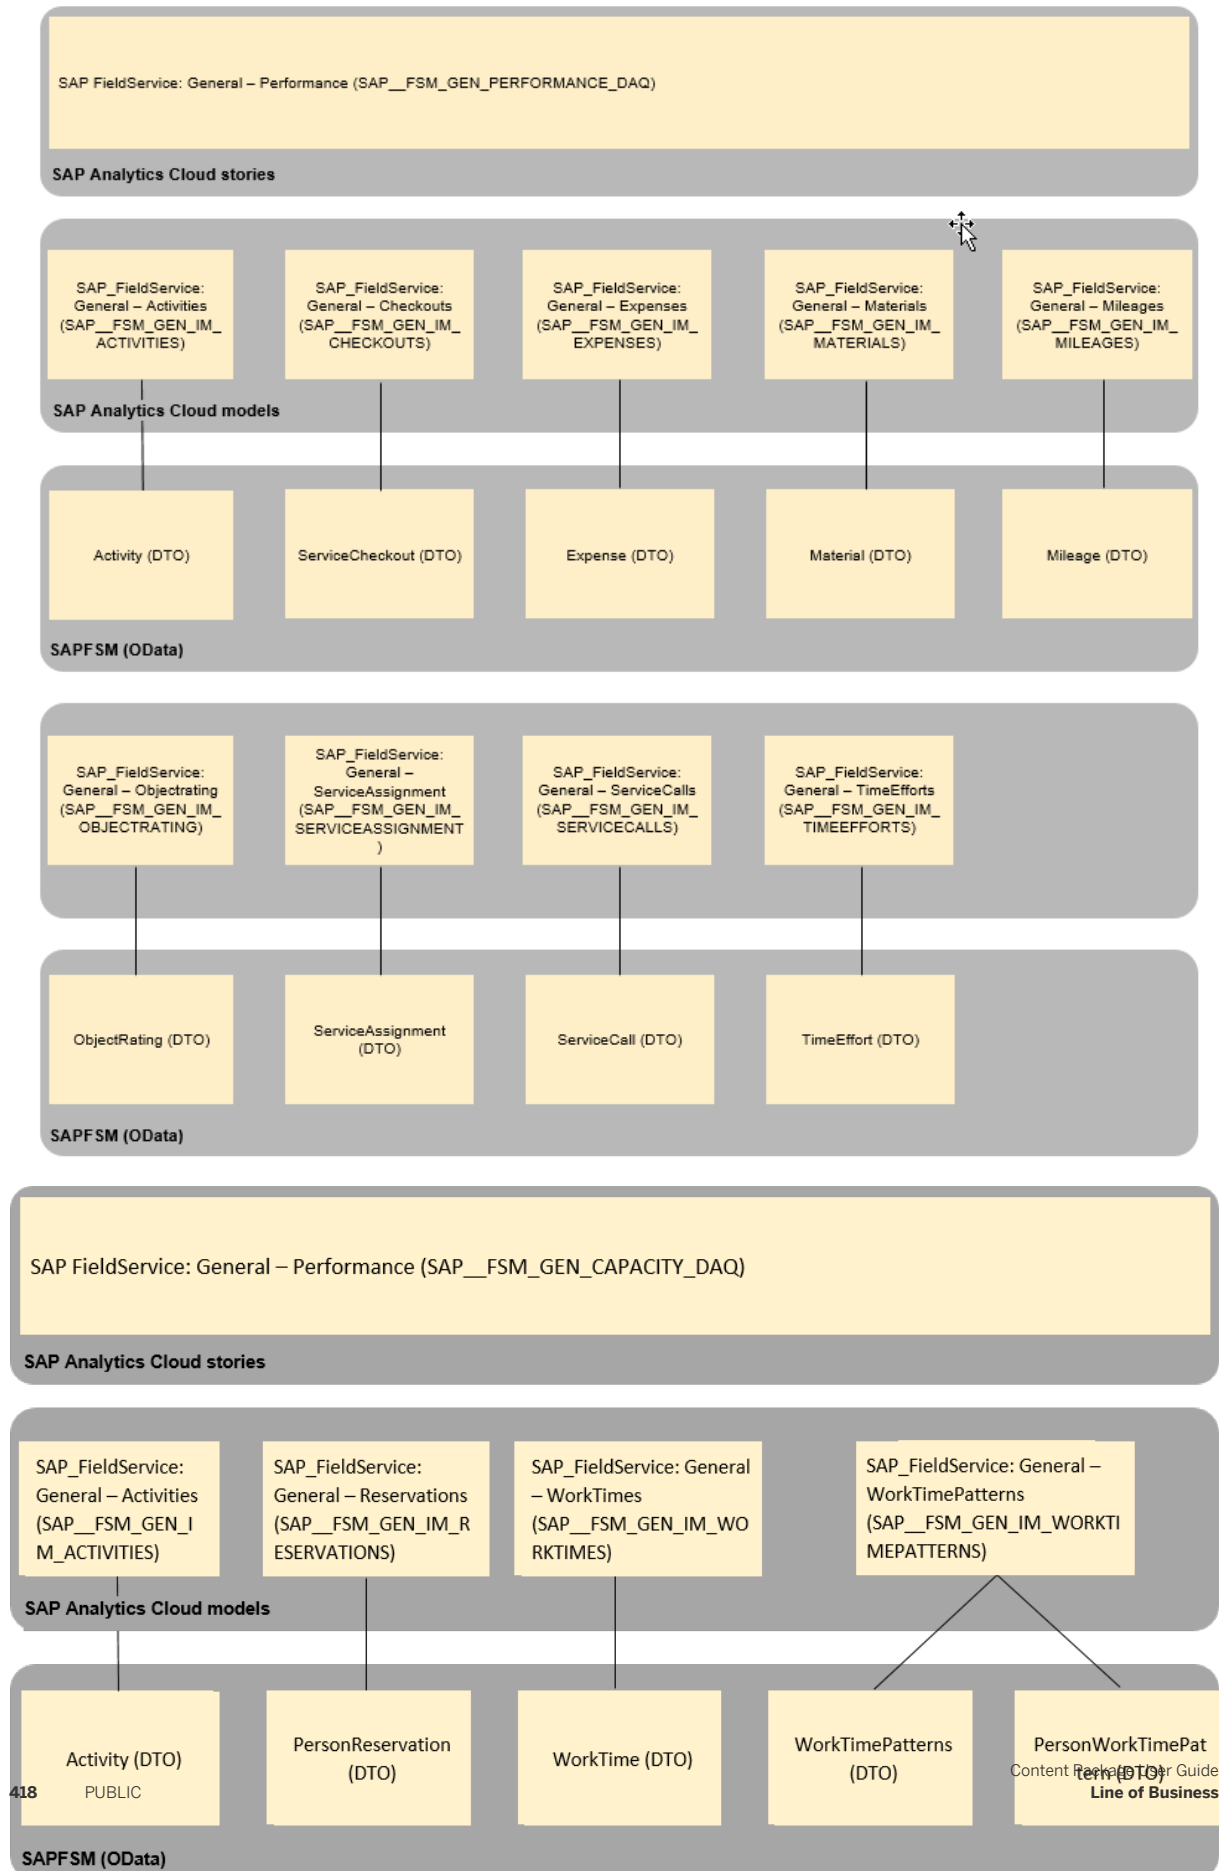 SAP FieldService: General – Performance (SAP__FSM_GEN_PERFORMANCE_DAQ)
SAP Analytics Cloud stories
SAP_FieldService:
General – Activities
(SAP__FSM_GEN_IM_
ACTIVITIES)
SAP_FieldService:
General – Checkouts
(SAP__FSM_GEN_IM_
CHECKOUTS)
SAP_FieldService:
General – Expenses
(SAP__FSM_GEN_IM_
EXPENSES)
SAP_FieldService:
General – Materials
(SAP__FSM_GEN_IM_
MATERIALS)
SAP_FieldService:
General – Mileages
(SAP__FSM_GEN_IM_
MILEAGES)
SAP Analytics Cloud models
Activity (DTO)
ServiceCheckout (DTO)
Expense (DTO)
Material (DTO)
Mileage (DTO)
SAPFSM (OData)
SAP_FieldService:
General – Objectrating
(SAP__FSM_GEN_IM_
OBJECTRATING)
SAP_FieldService:
General –
ServiceAssignment
(SAP__FSM_GEN_IM_
SERVICEASSIGNMENT
)
SAP_FieldService:
General – ServiceCalls
(SAP__FSM_GEN_IM_
SERVICECALLS)
SAP_FieldService:
General – TimeEfforts
(SAP__FSM_GEN_IM_
TIMEEFFORTS)
ObjectRating (DTO)
ServiceAssignment
(DTO)
ServiceCall (DTO)
TimeEffort (DTO)
SAPFSM (OData)
SAP FieldService: General – Performance (SAP__FSM_GEN_CAPACITY_DAQ)
SAP Analytics Cloud stories
SAP_FieldService:
General – Activities
(SAP__FSM_GEN_I
M_ACTIVITIES)
SAP_FieldService:
General – Reservations
(SAP__FSM_GEN_IM_R
ESERVATIONS)
SAP_FieldService: General
– WorkTimes
(SAP__FSM_GEN_IM_WO
RKTIMES)
SAP_FieldService: General –
WorkTimePatterns
(SAP__FSM_GEN_IM_WORKTI
MEPATTERNS)
SAP Analytics Cloud models
Activity (DTO)
PersonReservation
(DTO)
WorkTime (DTO)
WorkTimePatterns
(DTO)
PersonWorkTimePat
tern (DTO)
Content Package User Guide
418 PUBLIC
Line of Business
SAPFSM (OData)